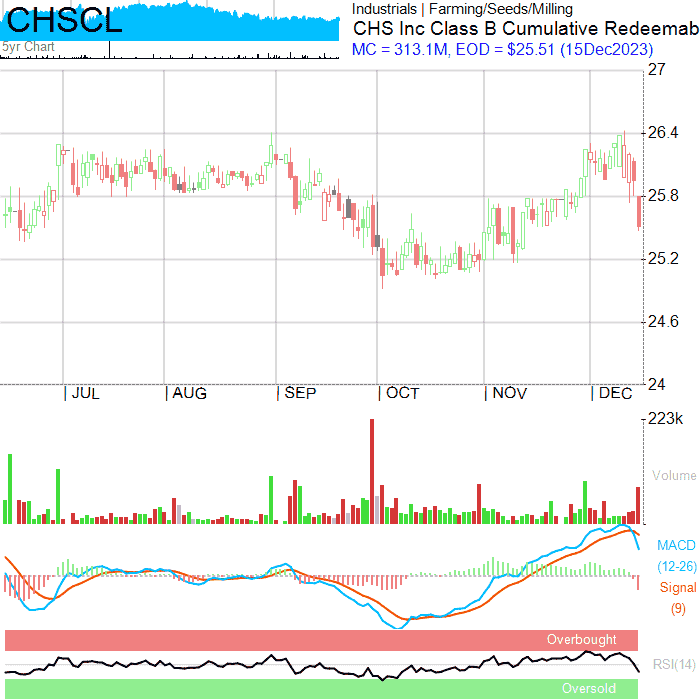 CHSCL
5yr Chart
Industrials | Farming/Seeds/Milling
CHS Inc Class B Cumulative Redeemab
MC = 313.1M, EOD = $25.51 (15Dec2023)
27
26.4
25.8
25.2
24.6
24
| JUL | AUG | SEP | OCT | NOV | DEC
223k
Volume
MACD
(12-26)
Signal
(9)
Overbought
RSI(14)
Oversold